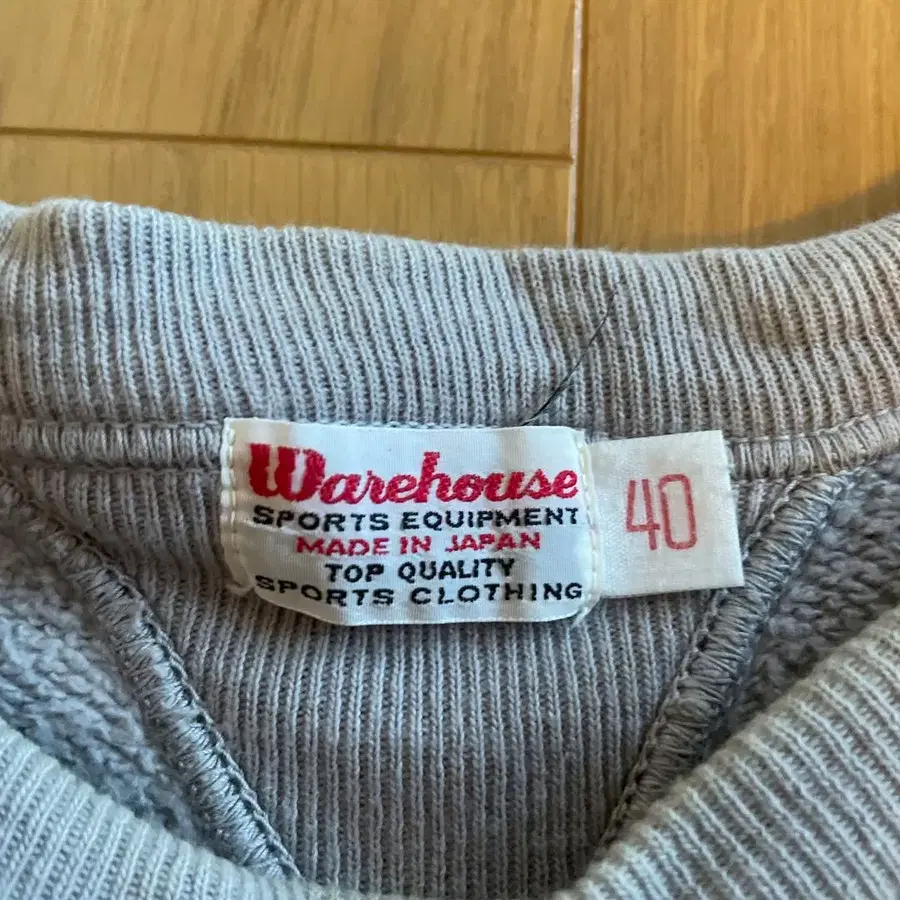 Warehouse
SPORTS EQUIPMENT
MADE IN JAPAN
TOP QUALITY
SPORTS CLOTHING
40